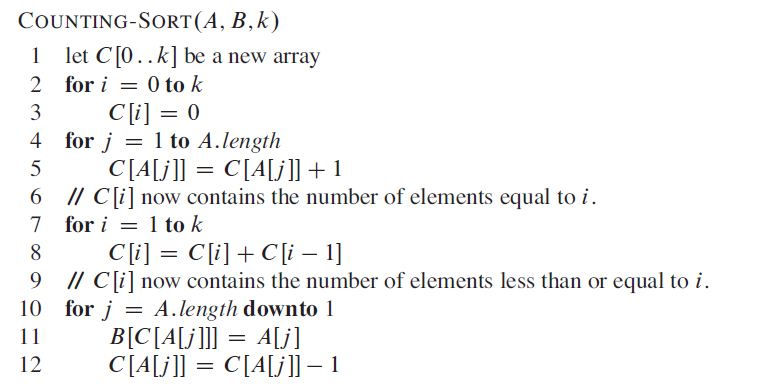 COUNTING-SORT(A, B, k)
1 let C[0..k] be a new array
2 for i = 0 to k
3 C[i] = 0
4 for j = 1 to A.length
5 C[A[j]] = C[A[j]] + 1
6 // C[i] now contains the number of elements equal to i.
7 for i = 1 to k
8 C[i] = C[i] + C[i − 1]
9 // C[i] now contains the number of elements less than or equal to i.
10 for j = A.length downto 1
11 B[C[A[j]]] = A[j]
12 C[A[j]] = C[A[j]] − 1